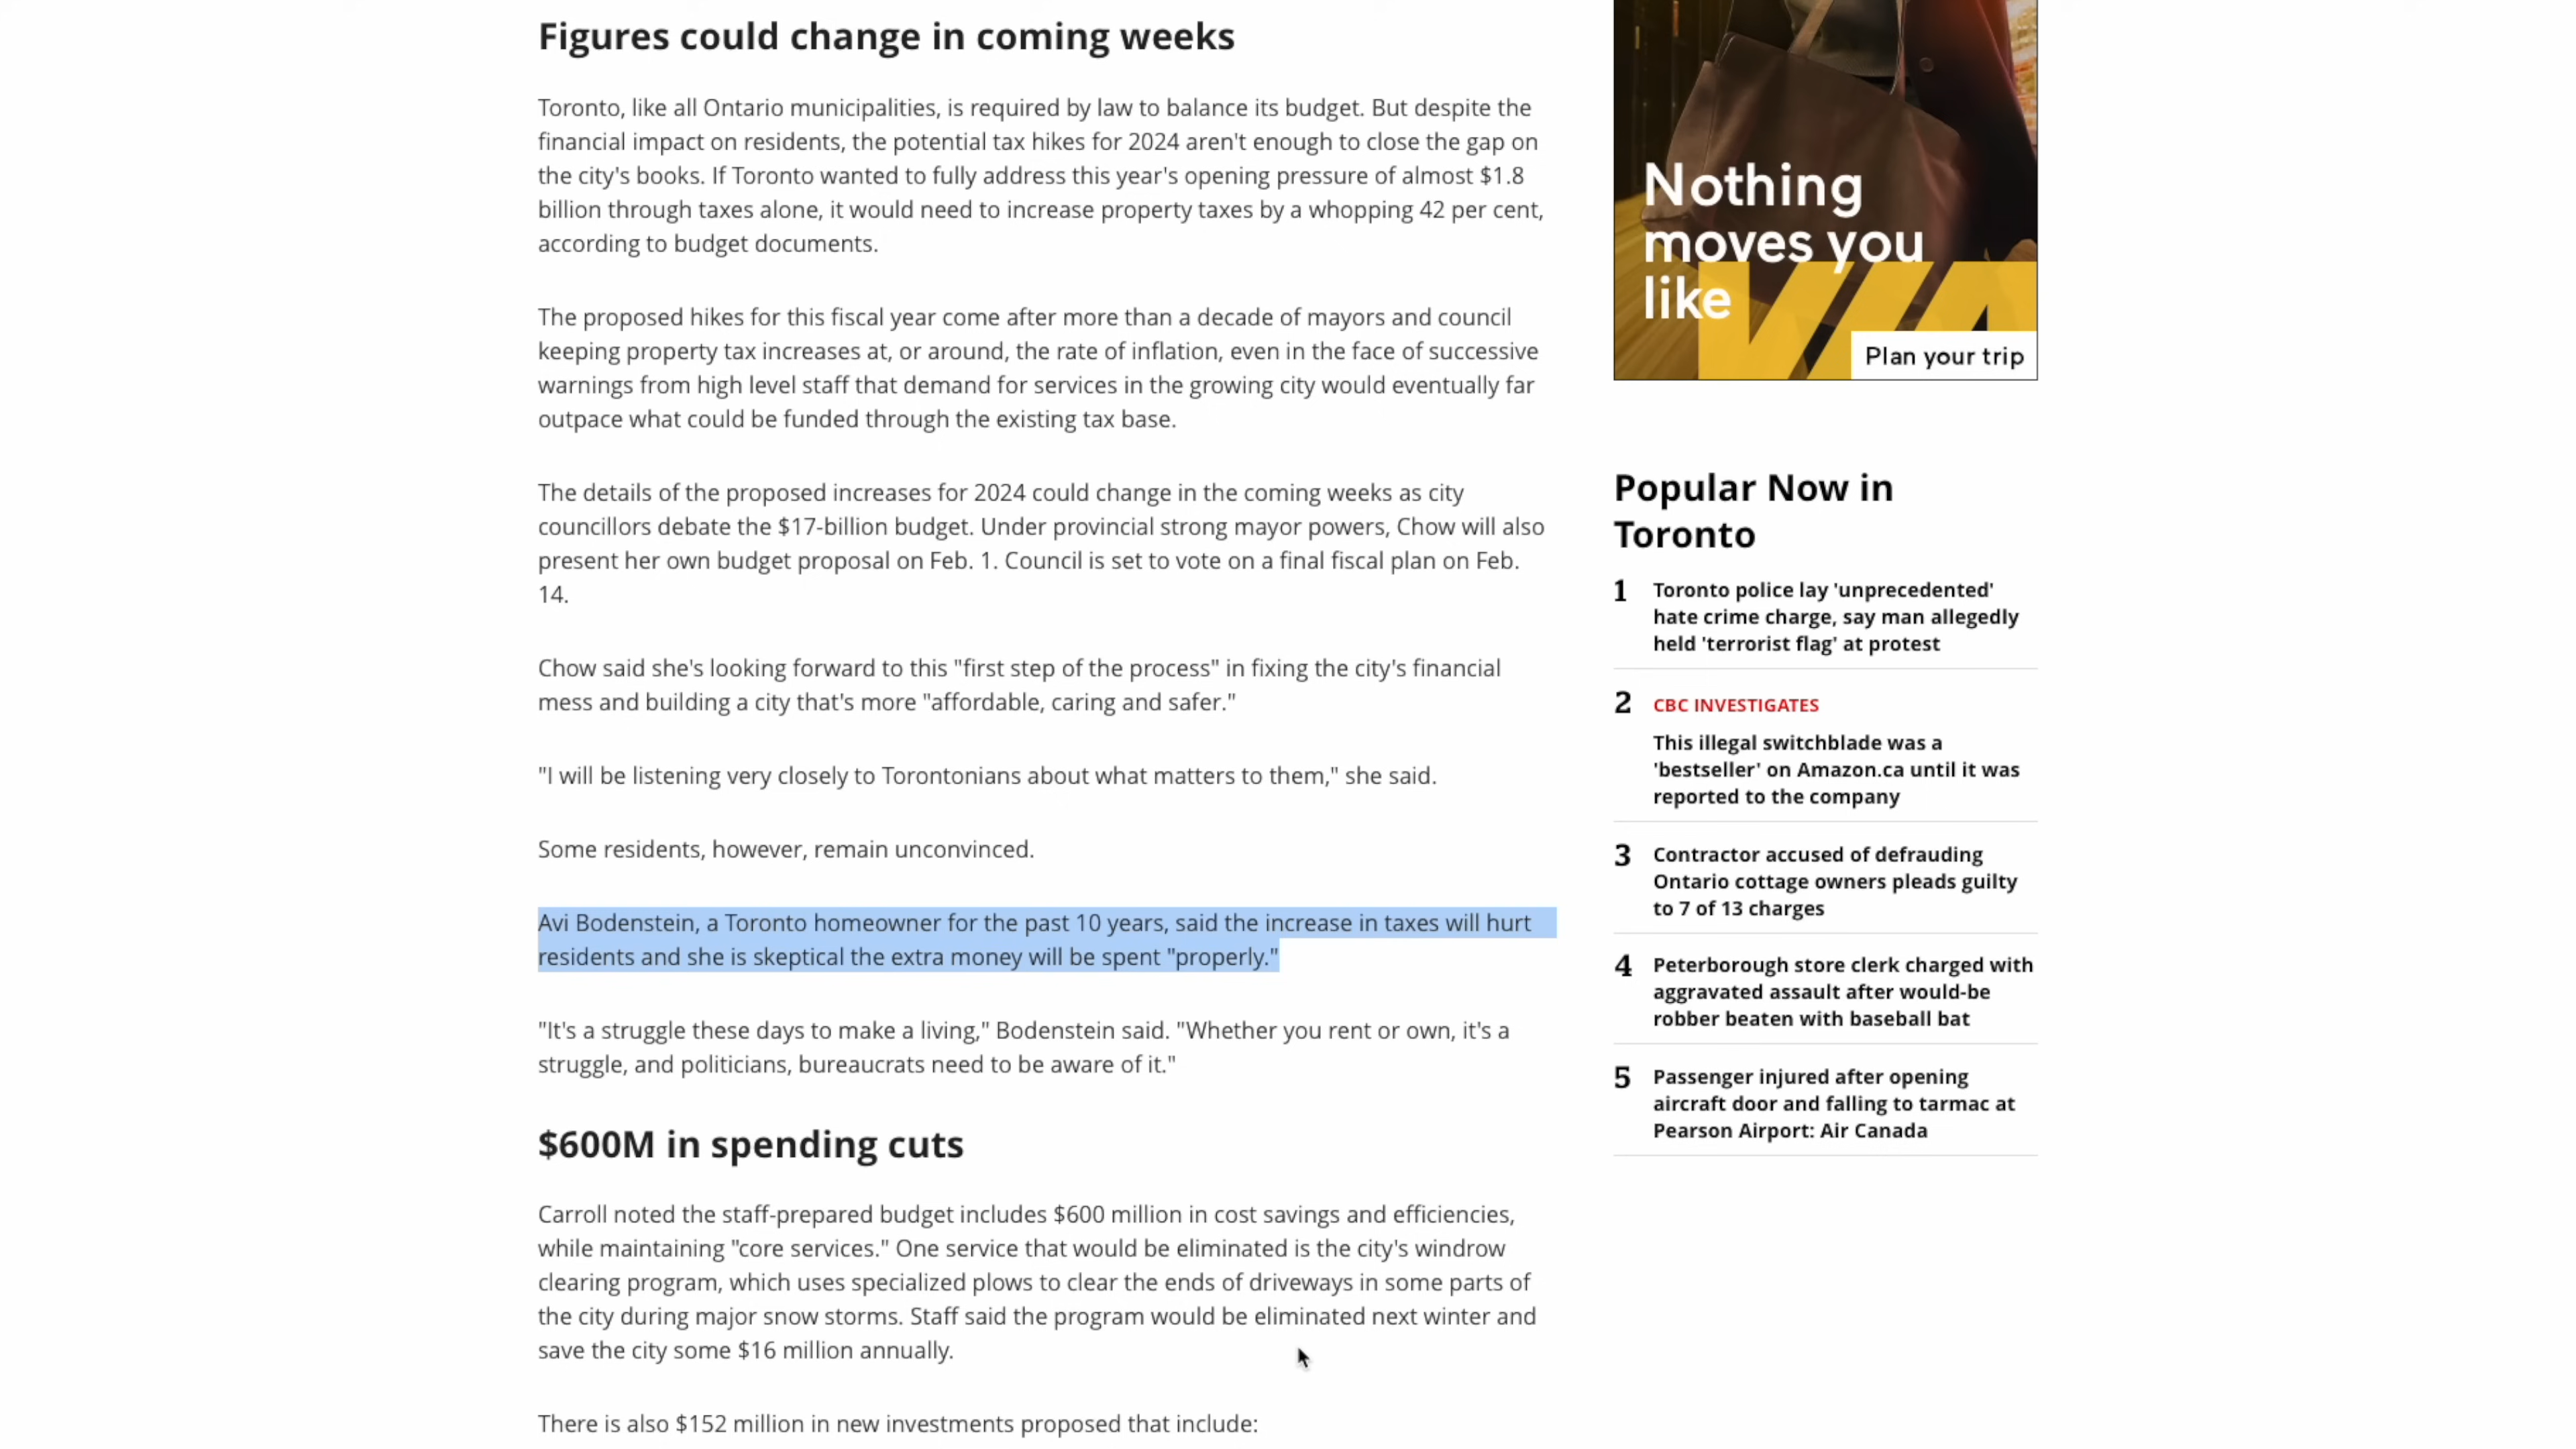 Figures could change in coming weeks
Toronto, like all Ontario municipalities, is required by law to balance its budget. But despite the
financial impact on residents, the potential tax hikes for 2024 aren't enough to close the gap on
the city's books. If Toronto wanted to fully address this year's opening pressure of almost $1.8
billion through taxes alone, it would need to increase property taxes by a whopping 42 per cent,
according to budget documents.
The proposed hikes for this fiscal year come after more than a decade of mayors and council
keeping property tax increases at, or around, the rate of inflation, even in the face of successive
warnings from high level staff that demand for services in the growing city would eventually far
outpace what could be funded through the existing tax base.
The details of the proposed increases for 2024 could change in the coming weeks as city
councillors debate the $17-billion budget. Under provincial strong mayor powers, Chow will also
present her own budget proposal on Feb. 1. Council is set to vote on a final fiscal plan on Feb.
14.
Chow said she's looking forward to this "first step of the process" in fixing the city's financial
mess and building a city that's more "affordable, caring and safer."
"I will be listening very closely to Torontonians about what matters to them," she said.
Some residents, however, remain unconvinced.
Avi Bodenstein, a Toronto homeowner for the past 10 years, said the increase in taxes will hurt
residents and she is skeptical the extra money will be spent "properly."
"It's a struggle these days to make a living," Bodenstein said. "Whether you rent or own, it's a
struggle, and politicians, bureaucrats need to be aware of it."
$600M in spending cuts
Carroll noted the staff-prepared budget includes $600 million in cost savings and efficiencies,
while maintaining "core services." One service that would be eliminated is the city's windrow
clearing program, which uses specialized plows to clear the ends of driveways in some parts of
the city during major snow storms. Staff said the program would be eliminated next winter and
save the city some $16 million annually.
There is also $152 million in new investments proposed that include:
Nothing
moves you
like
VIA
Plan your trip
Popular Now in
Toronto
1 Toronto police lay 'unprecedented'
hate crime charge, say man allegedly
held 'terrorist flag' at protest
2 CBC INVESTIGATES
This illegal switchblade was a
'bestseller' on Amazon.ca until it was
reported to the company
3 Contractor accused of defrauding
Ontario cottage owners pleads guilty
to 7 of 13 charges
4 Peterborough store clerk charged with
aggravated assault after would-be
robber beaten with baseball bat
5 Passenger injured after opening
aircraft door and falling to tarmac at
Pearson Airport: Air Canada